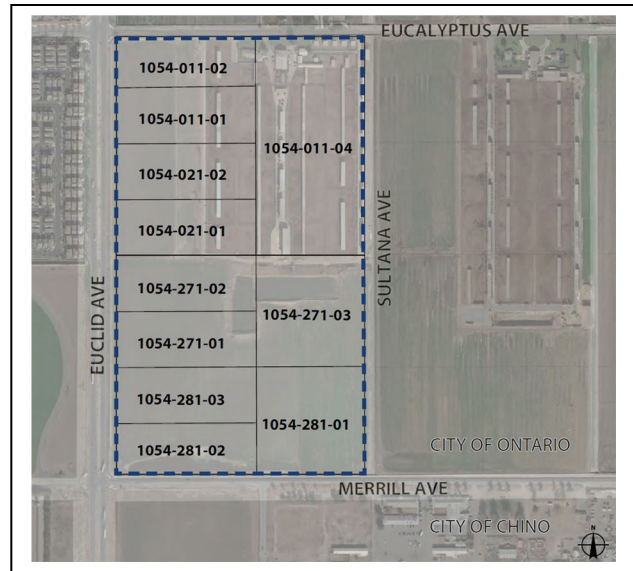 EUCALYPTUS AVE
1054-011-02
1054-011-01
1054-011-04
1054-021-02
1054-021-01
SULTANA AVE
EUCLID AVE
1054-271-02
1054-271-03
1054-271-01
1054-281-03
1054-281-01
1054-281-02
CITY OF ONTARIO
MERRILL AVE
CITY OF CHINO
N